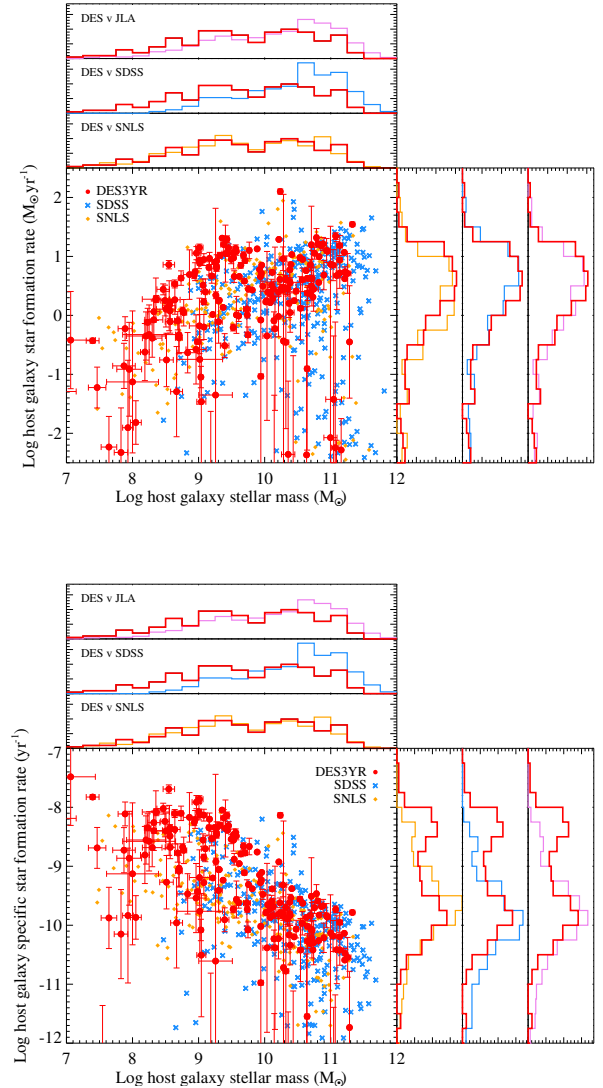 DES v JLA
DES v SDSS
DES v SNLS
DES3YR
SDSS
SNLS
Log host galaxy star formation rate (M⊙yr⁻¹)
2
1
0
-1
-2
7 8 9 10 11 12
Log host galaxy stellar mass (M⊙)
DES v JLA
DES v SDSS
DES v SNLS
DES3YR
SDSS
SNLS
Log host galaxy specific star formation rate (yr⁻¹)
-7
-8
-9
-10
-11
-12
7 8 9 10 11 12
Log host galaxy stellar mass (M⊙)